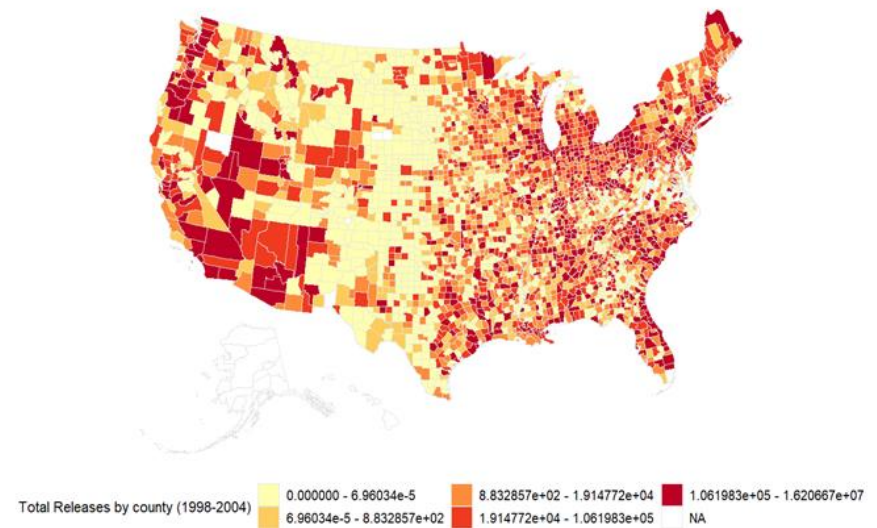 Total Releases by county (1998-2004)
0.000000 - 6.96034e-5
6.96034e-5 - 8.832857e+02
8.832857e+02 - 1.914772e+04
1.914772e+04 - 1.061983e+05
1.061983e+05 - 1.620667e+07
NA